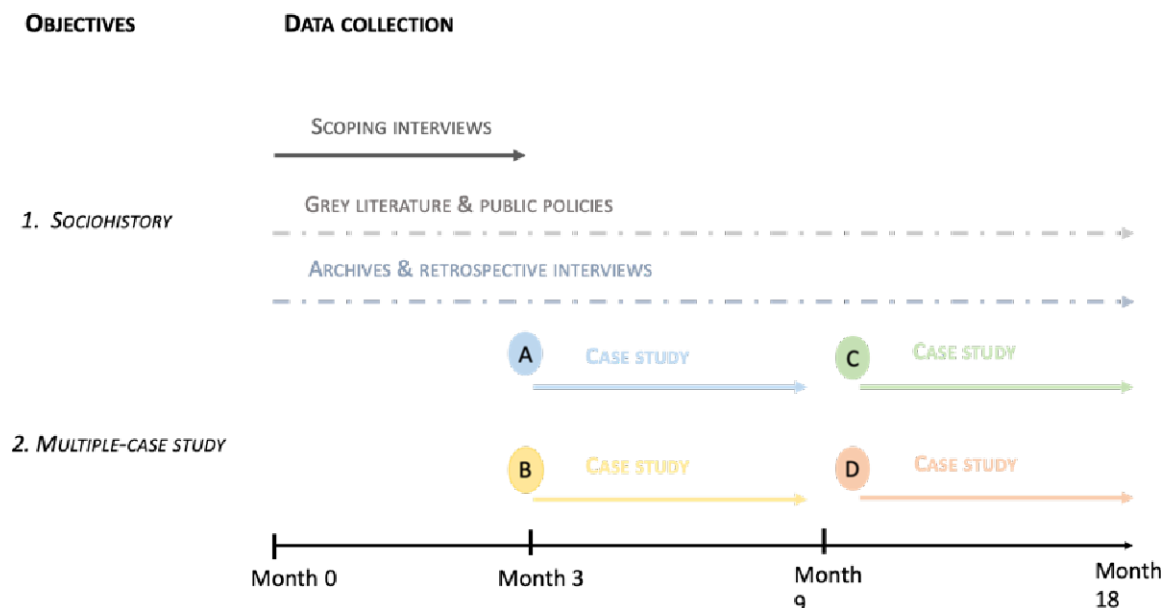 OBJECTIVES
DATA COLLECTION
SCOPING INTERVIEWS
1. SOCIOHISTORY
GREY LITERATURE & PUBLIC POLICIES
ARCHIVES & RETROSPECTIVE INTERVIEWS
A
CASE STUDY
C
CASE STUDY
2. MULTIPLE-CASE STUDY
B
CASE STUDY
D
CASE STUDY
Month 0
Month 3
Month
9
Month
18